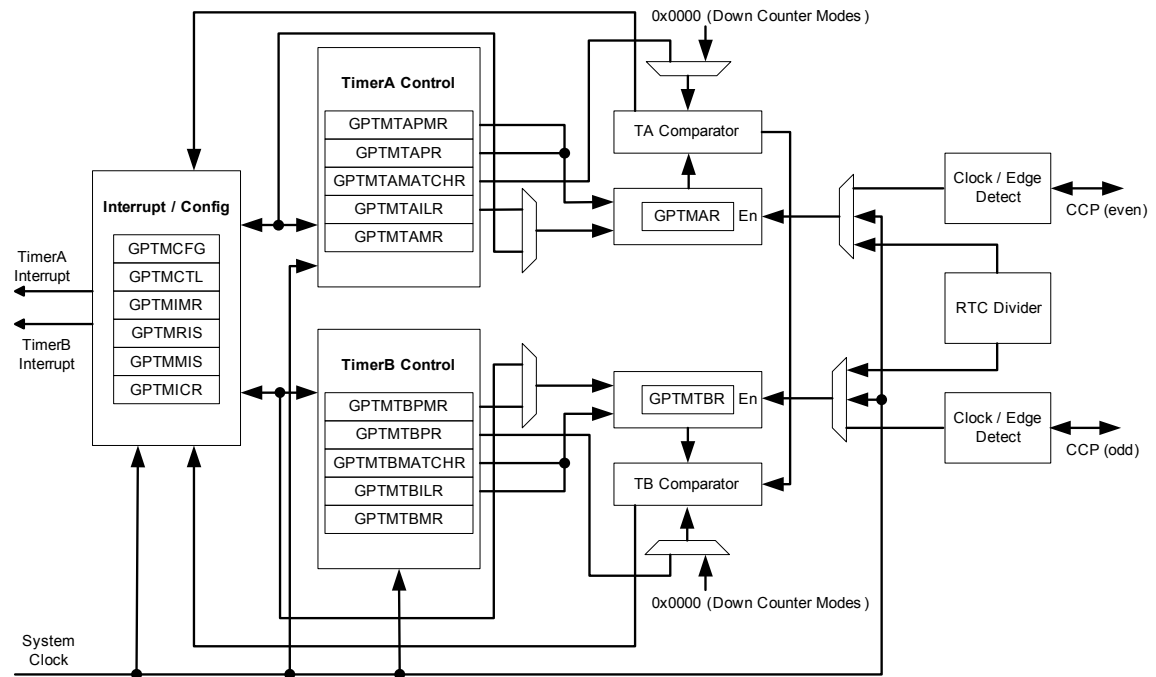 0x0000 (Down Counter Modes)
TimerA Control
GPTMTAPMR
GPTMTAPR
GPTMTAMATCHR
GPTMTAILR
GPTMTAMR
TA Comparator
GPTMAR
En
Clock / Edge
Detect
CCP (even)
Interrupt / Config
GPTMCFG
GPTMCTL
GPTMIMR
GPTMRIS
GPTMMIS
GPTMICR
TimerA
Interrupt
TimerB
Interrupt
RTC Divider
TimerB Control
GPTMTBPMR
GPTMTBPR
GPTMTBMATCHR
GPTMTBILR
GPTMTBMR
GPTMTBR
En
TB Comparator
Clock / Edge
Detect
CCP (odd)
0x0000 (Down Counter Modes)
System
Clock